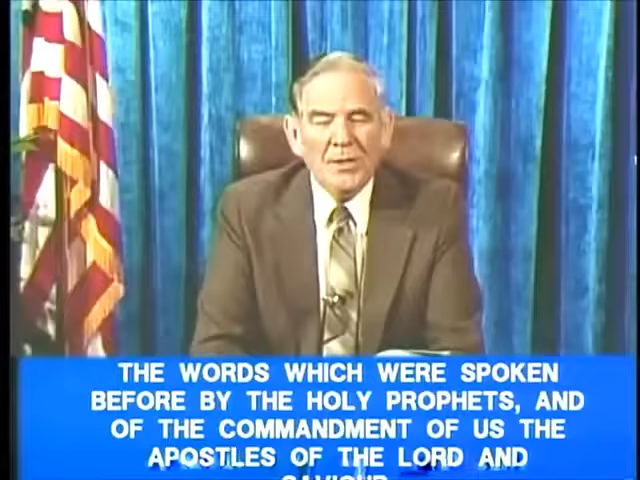 THE WORDS WHICH WERE SPOKEN
BEFORE BY THE HOLY PROPHETS, AND
OF THE COMMANDMENT OF US THE
APOSTLES OF THE LORD AND
SAVIOUR